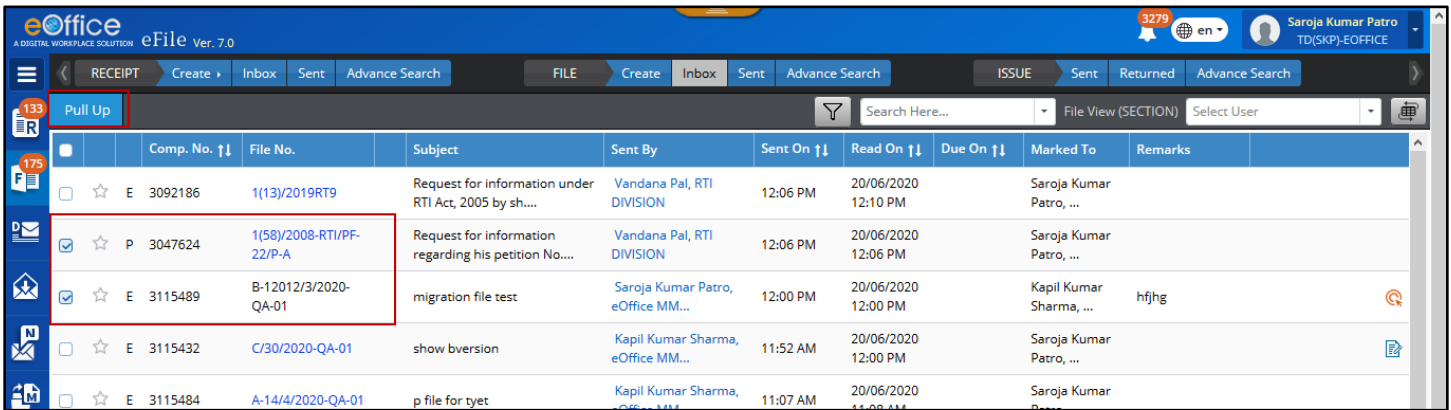 eOffice
A DIGITAL WORKPLACE SOLUTION eFile Ver. 7.0
3279
en
Saroja Kumar Patro
TD(SKP)-EOFFICE
RECEIPT Create Inbox Sent Advance Search FILE Create Inbox Sent Advance Search ISSUE Sent Returned Advance Search
133
R
Pull Up Search Here... File View (SECTION) Select User
Comp. No. File No. Subject Sent By Sent On Read On Due On Marked To Remarks
175
F
E 3092186 1(13)/2019RT9 Request for information under RTI Act, 2005 by sh.... Vandana Pal, RTI DIVISION 12:06 PM 20/06/2020 12:10 PM Saroja Kumar Patro, ...
D
P 3047624 1(58)/2008-RTI/PF-22/P-A Request for information regarding his petition No.... Vandana Pal, RTI DIVISION 12:06 PM 20/06/2020 12:06 PM Saroja Kumar Patro, ...
E 3115489 B-12012/3/2020-QA-01 migration file test Saroja Kumar Patro, eOffice MM... 12:00 PM 20/06/2020 12:00 PM Kapil Kumar Sharma, ... hfjhg
N
E 3115432 C/30/2020-QA-01 show bversion Kapil Kumar Sharma, eOffice MM... 11:52 AM 20/06/2020 12:00 PM Saroja Kumar Patro, ...
M
E 3115484 A-14/4/2020-QA-01 p file for tyet Kapil Kumar Sharma, 11:07 AM 20/06/2020 Saroja Kumar